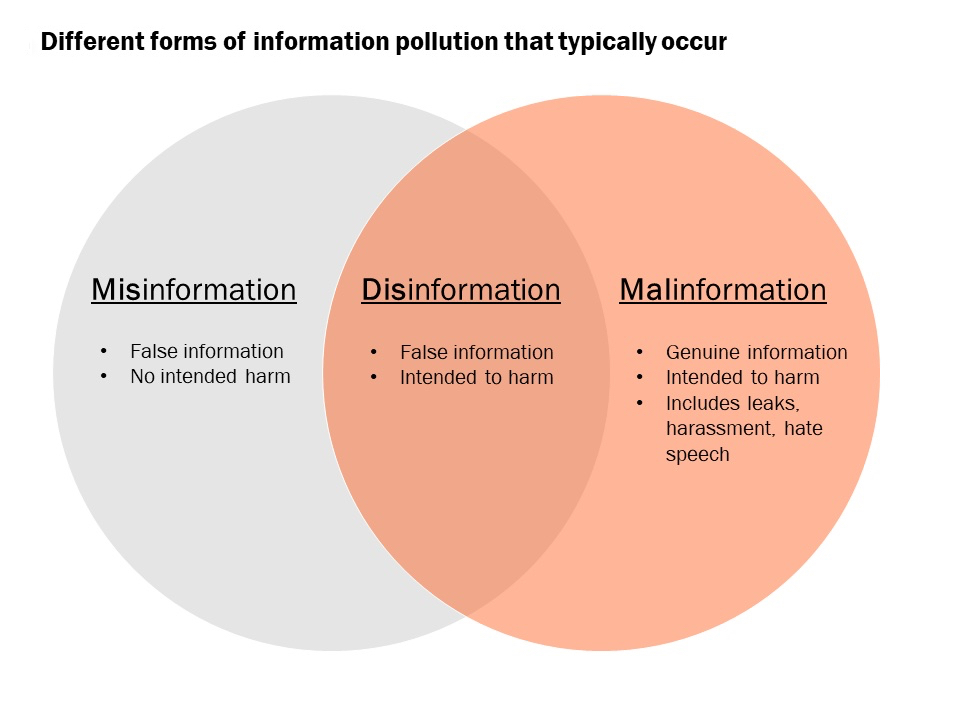 Different forms of information pollution that typically occur
Misinformation
• False information
• No intended harm
Disinformation
• False information
• Intended to harm
Malinformation
• Genuine information
• Intended to harm
• Includes leaks,
harassment, hate
speech